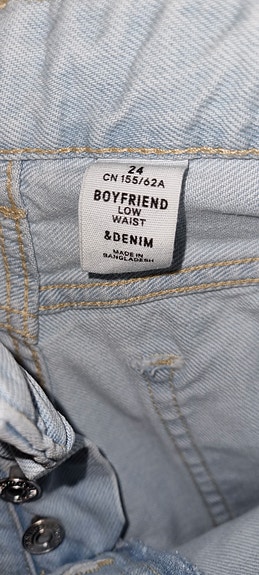 24
CN 155/62A
BOYFRIEND
LOW
WAIST
&DENIM
MADE IN
BANGLADESH